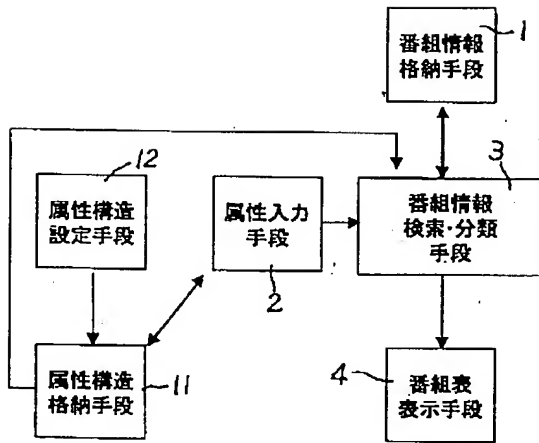 番組情報
格納手段
1
12
属性構造
設定手段
属性入力
手段
2
番組情報
検索・分類
手段
3
属性構造
格納手段
11
番組表
表示手段
4